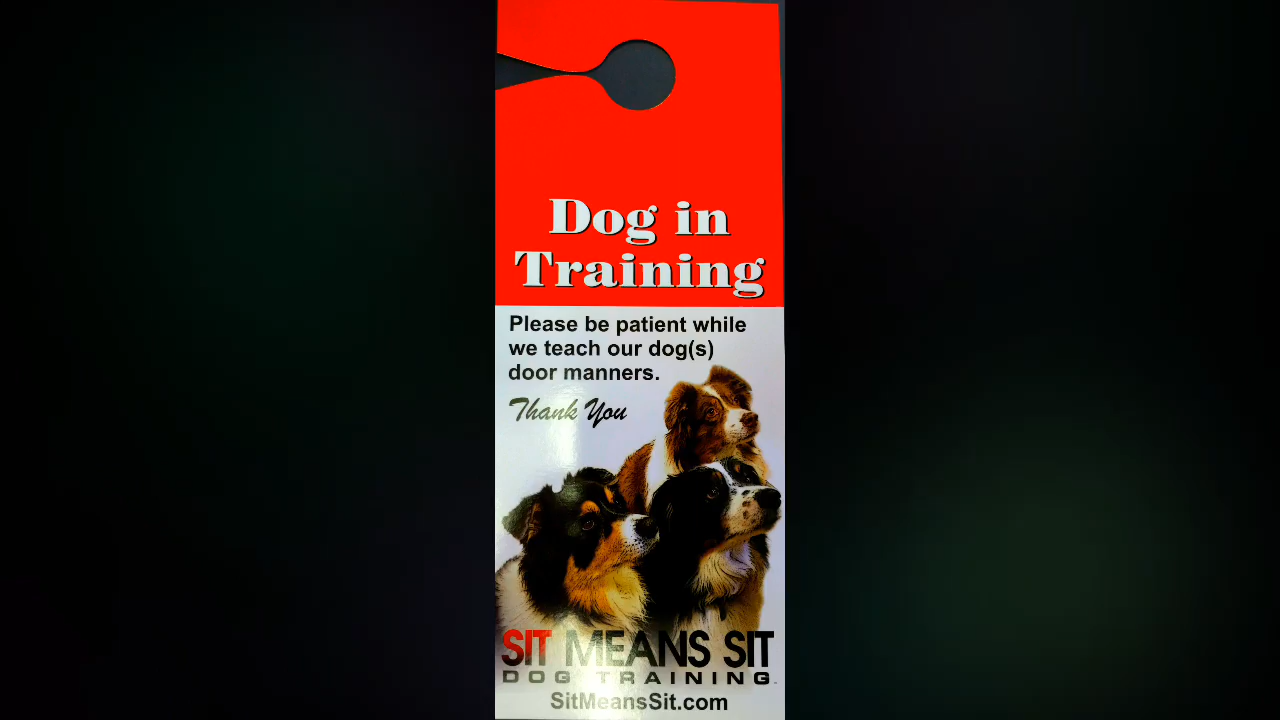 Dog in
Training
Please be patient while
we teach our dog(s)
door manners.
Thank You
SIT MEANS SIT
DOG TRAINING
SitMeansSit.com